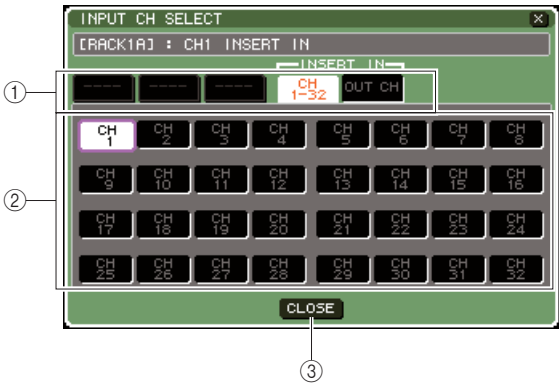 INPUT CH SELECT
[RACK1A] : CH1 INSERT IN
INSERT IN
① ---- ---- ---- CH 1-32 OUT CH
② CH 1 CH 2 CH 3 CH 4 CH 5 CH 6 CH 7 CH 8
CH 9 CH 10 CH 11 CH 12 CH 13 CH 14 CH 15 CH 16
CH 17 CH 18 CH 19 CH 20 CH 21 CH 22 CH 23 CH 24
CH 25 CH 26 CH 27 CH 28 CH 29 CH 30 CH 31 CH 32
CLOSE
③